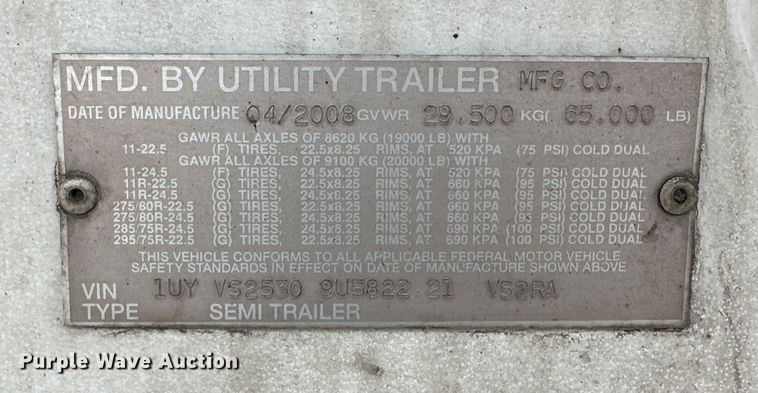 MFD. BY UTILITY TRAILER MFG CO.
DATE OF MANUFACTURE 04/2008 GVWR 29,500 KG( 65,000 LB)
GAWR ALL AXLES OF 8620 KG (19000 LB) WITH
11-22.5 (F) TIRES, 22.5x8.25 RIMS, AT 520 KPA (75 PSI) COLD DUAL
GAWR ALL AXLES OF 9100 KG (20000 LB) WITH
11-24.5 (F) TIRES, 24.5x8.25 RIMS, AT 520 KPA (75 PSI) COLD DUAL
11R-22.5 (G) TIRES, 22.5x8.25 RIMS, AT 660 KPA (95 PSI) COLD DUAL
11R-24.5 (G) TIRES, 24.5x8.25 RIMS, AT 660 KPA (95 PSI) COLD DUAL
275/80R-22.5 (G) TIRES, 22.5x8.25 RIMS, AT 660 KPA (95 PSI) COLD DUAL
275/80R-24.5 (G) TIRES, 24.5x8.25 RIMS, AT 660 KPA (95 PSI) COLD DUAL
285/75R-24.5 (G) TIRES, 24.5x8.25 RIMS, AT 690 KPA (100 PSI) COLD DUAL
295/75R-22.5 (G) TIRES, 22.5x8.25 RIMS, AT 690 KPA (100 PSI) COLD DUAL
THIS VEHICLE CONFORMS TO ALL APPLICABLE FEDERAL MOTOR VEHICLE
SAFETY STANDARDS IN EFFECT ON DATE OF MANUFACTURE SHOWN ABOVE
VIN 1UY VS2530 9U5822 21 VS2RA
TYPE SEMI TRAILER
Purple Wave Auction